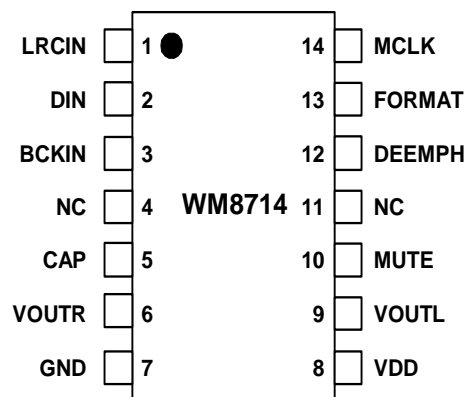 LRCIN 1 14 MCLK
DIN 2 13 FORMAT
BCKIN 3 12 DEEMPH
NC 4 WM8714 11 NC
CAP 5 10 MUTE
VOUTR 6 9 VOUTL
GND 7 8 VDD